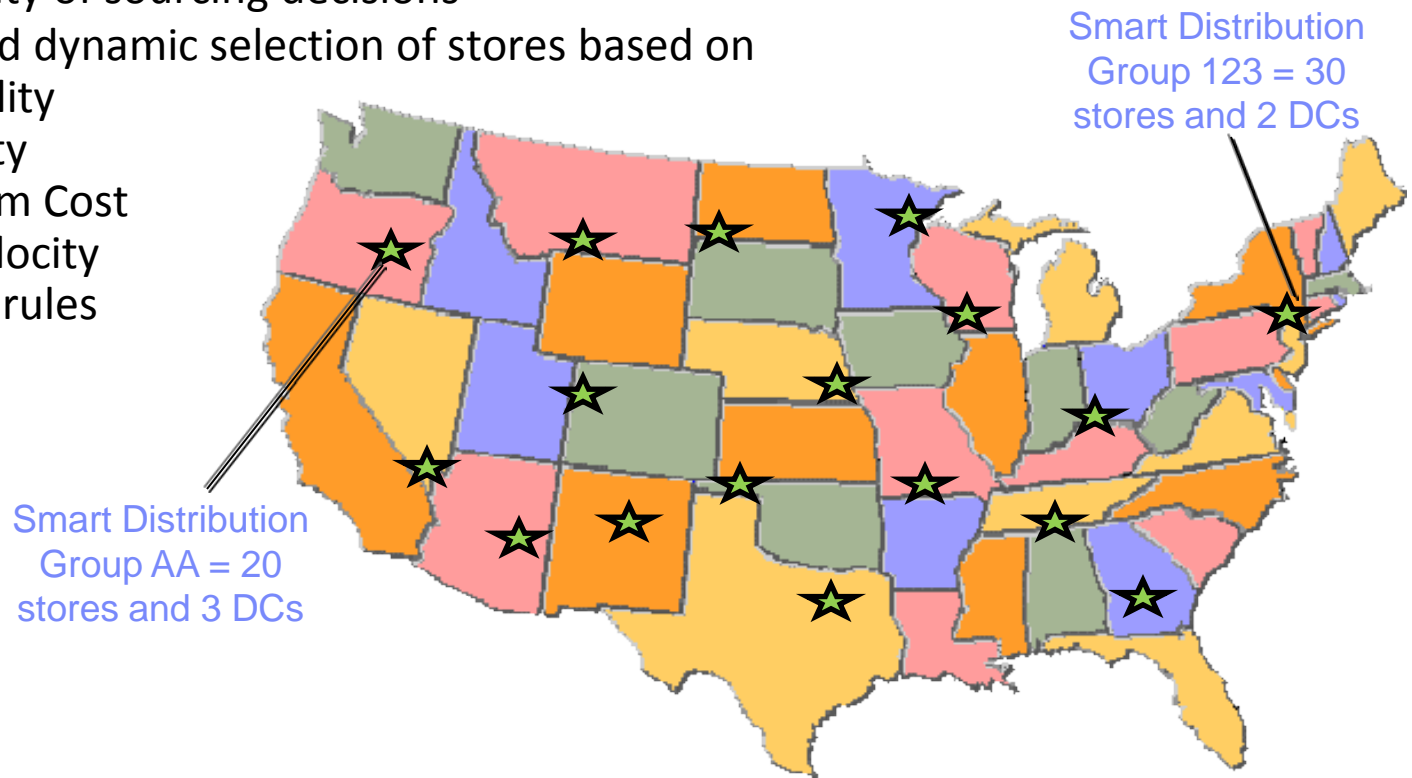 ty of sourcing decisions
d dynamic selection of stores based on
lity
ty
m Cost
locity
rules
Smart Distribution
Group 123 = 30
stores and 2 DCs
Smart Distribution
Group AA = 20
stores and 3 DCs